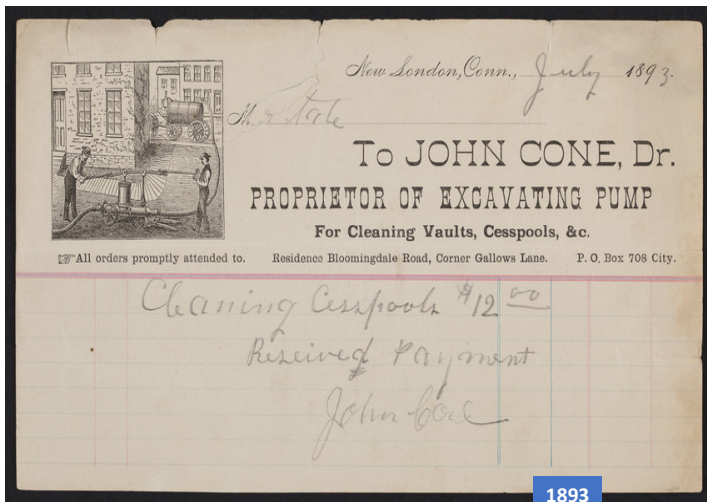 New London, Conn., July 1893.
Mr Tate
To JOHN CONE, Dr.
PROPRIETOR OF EXCAVATING PUMP
For Cleaning Vaults, Cesspools, &c.
☞All orders promptly attended to. Residence Bloomingdale Road, Corner Gallows Lane. P. O. Box 708 City.
Cleaning Cesspools $12 00
Received Payment
John Cone
1893